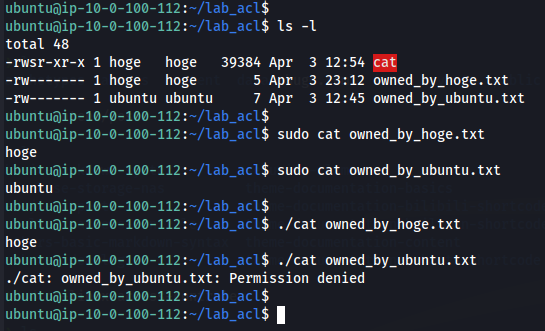 ubuntu@ip-10-0-100-112:~/lab_acl$
ubuntu@ip-10-0-100-112:~/lab_acl$ ls -l
total 48
-rwsr-xr-x 1 hoge   hoge   39384 Apr  3 12:54 cat
-rw------- 1 hoge   hoge       5 Apr  3 23:12 owned_by_hoge.txt
-rw------- 1 ubuntu ubuntu     7 Apr  3 12:45 owned_by_ubuntu.txt
ubuntu@ip-10-0-100-112:~/lab_acl$
ubuntu@ip-10-0-100-112:~/lab_acl$ sudo cat owned_by_hoge.txt
hoge
ubuntu@ip-10-0-100-112:~/lab_acl$ sudo cat owned_by_ubuntu.txt
ubuntu
ubuntu@ip-10-0-100-112:~/lab_acl$
ubuntu@ip-10-0-100-112:~/lab_acl$ ./cat owned_by_hoge.txt
hoge
ubuntu@ip-10-0-100-112:~/lab_acl$ ./cat owned_by_ubuntu.txt
./cat: owned_by_ubuntu.txt: Permission denied
ubuntu@ip-10-0-100-112:~/lab_acl$
ubuntu@ip-10-0-100-112:~/lab_acl$